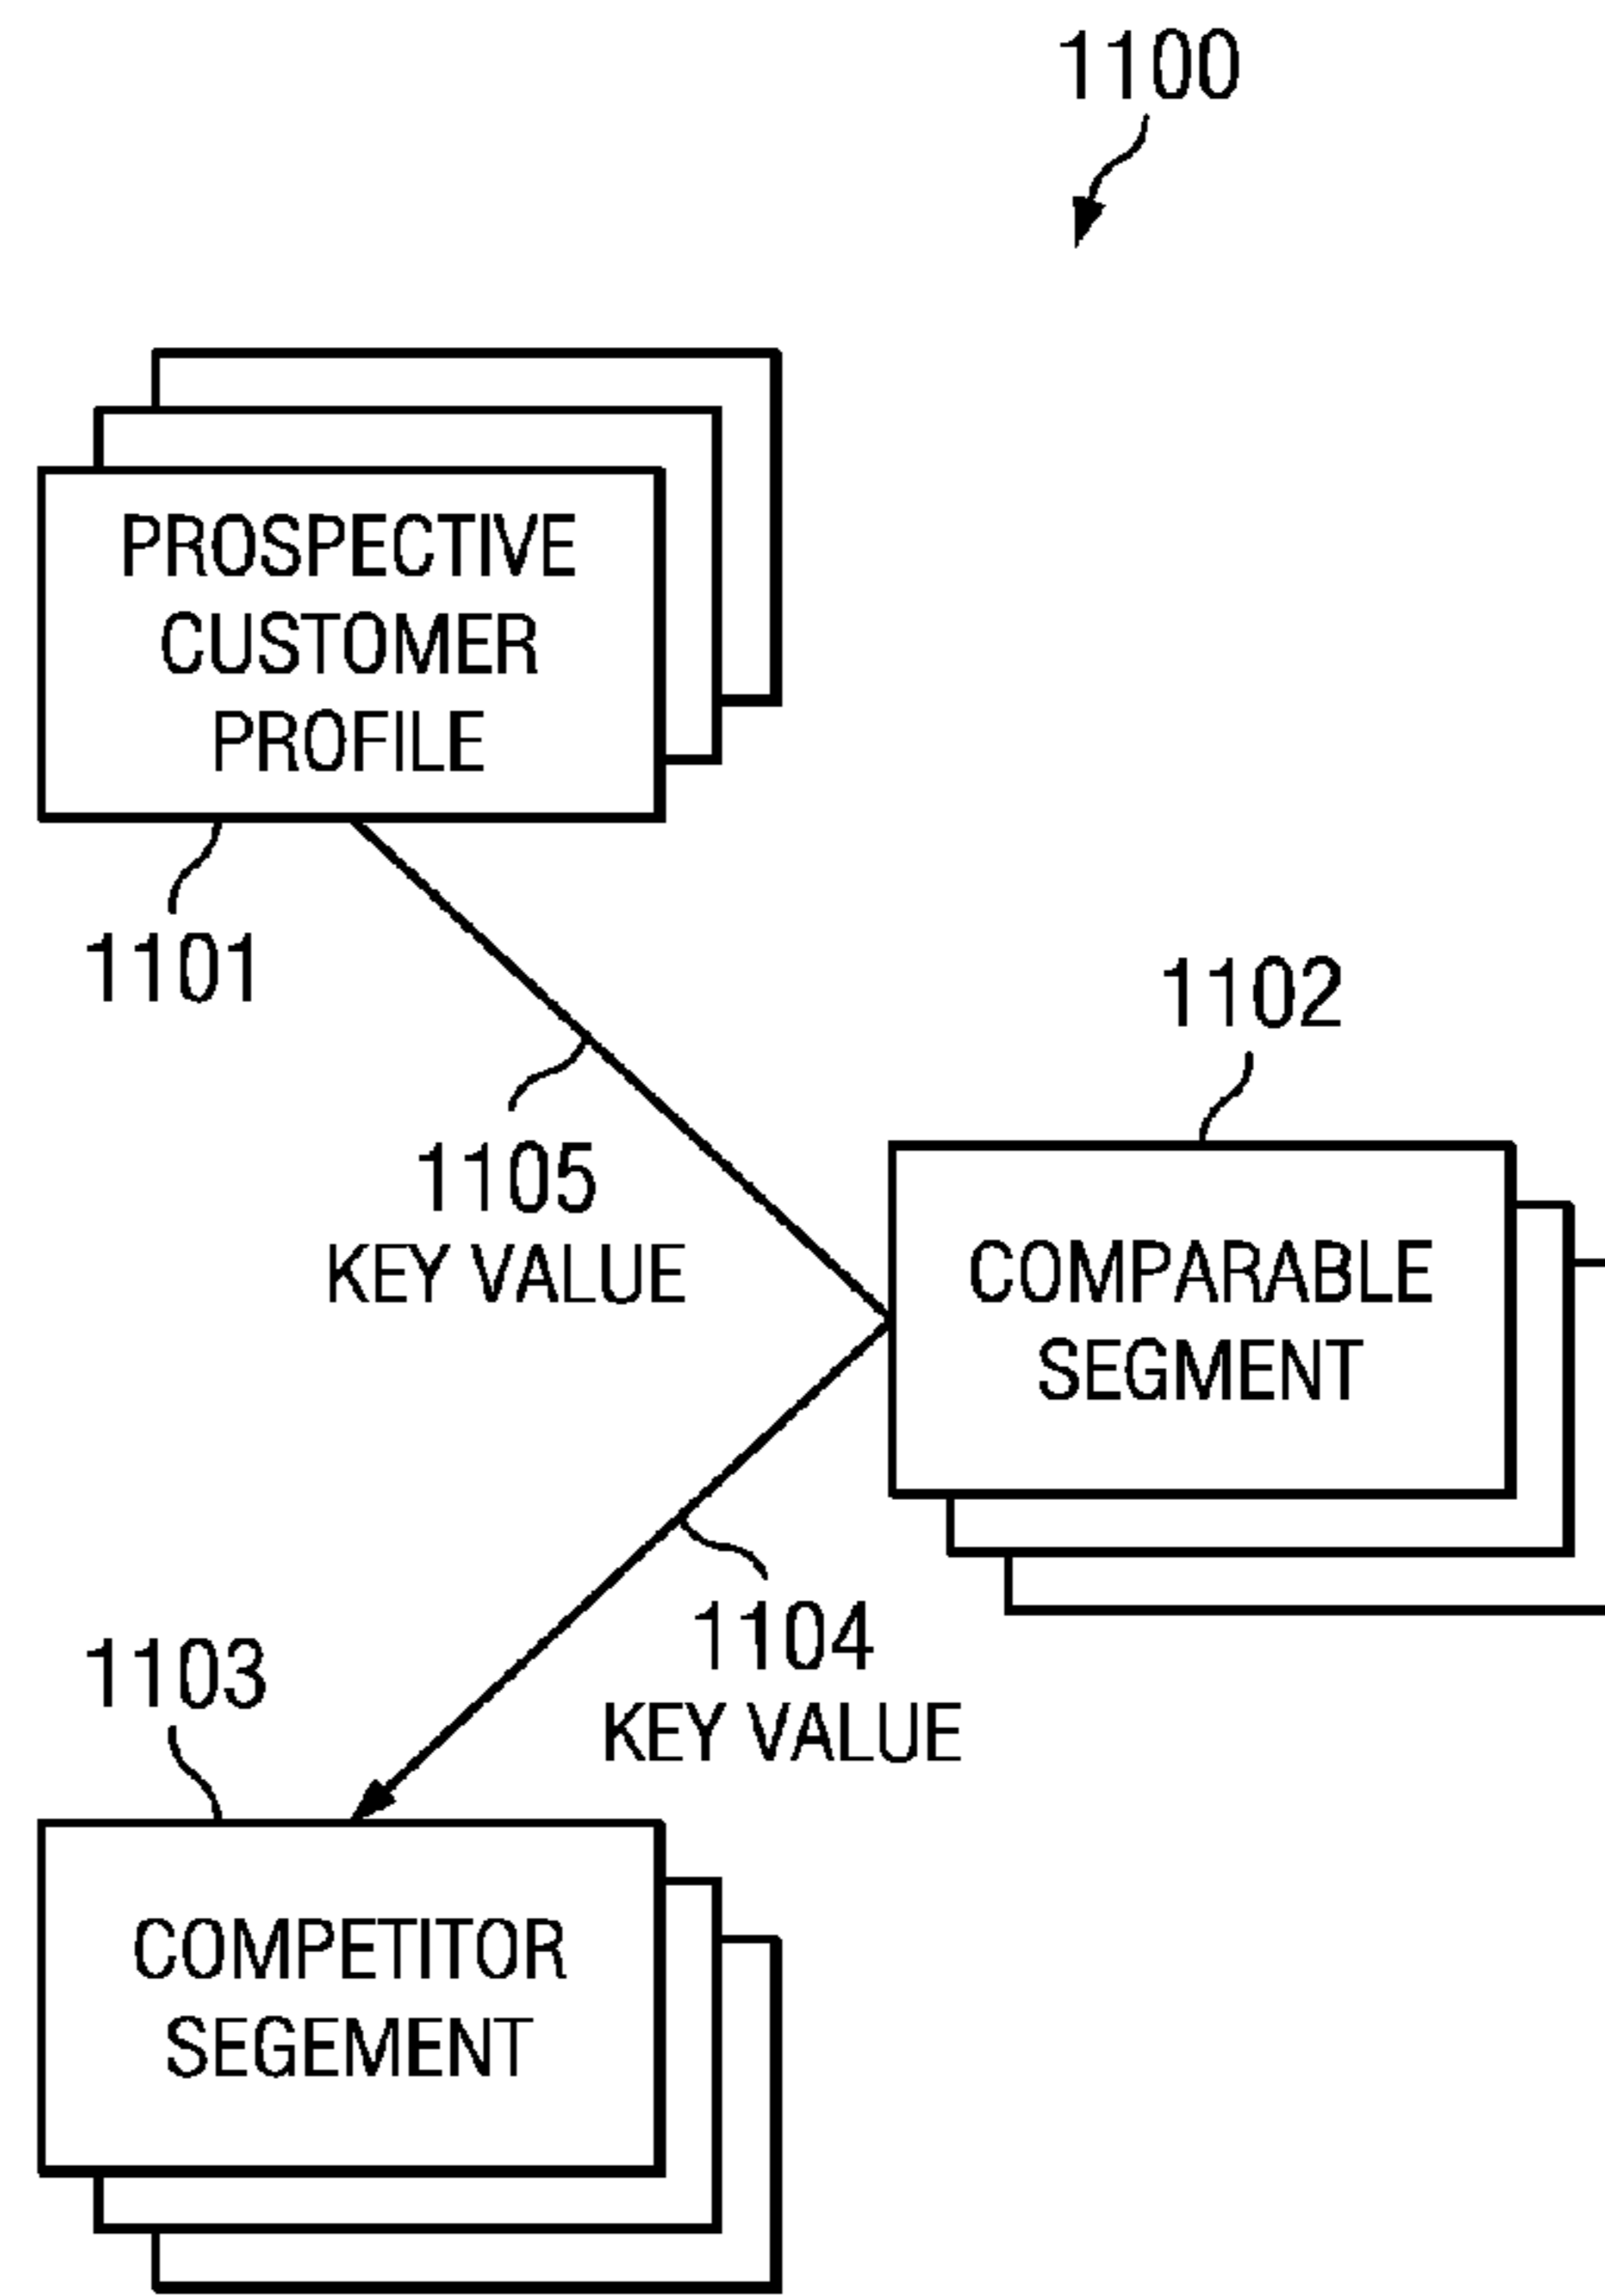 1100
PROSPECTIVE
CUSTOMER
PROFILE
1101
1102
1105
KEY VALUE
COMPARABLE
SEGMENT
1104
KEY VALUE
1103
COMPETITOR
SEGEMENT